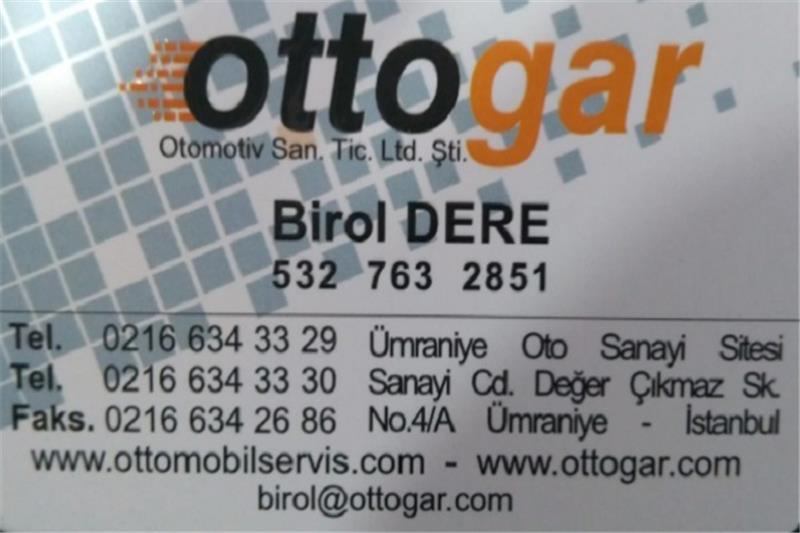 ottogar
Otomotiv San. Tic. Ltd. Şti.
Birol DERE
532 763 2851
Tel. 0216 634 33 29
Tel. 0216 634 33 30
Faks. 0216 634 26 86
Ümraniye Oto Sanayi Sitesi
Sanayi Cd. Değer Çıkmaz Sk.
No.4/A Ümraniye - İstanbul
www.ottomobilservis.com - www.ottogar.com
birol@ottogar.com